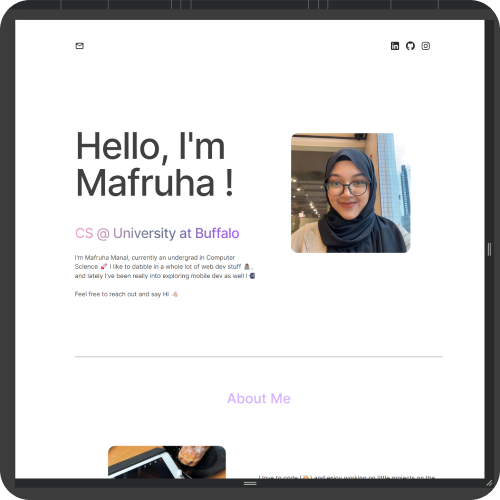 Hello, I'm
Mafruha !
CS @ University at Buffalo
I'm Mafruha Manal, currently an undergrad in Computer
Science 🚀 I like to dabble in a whole lot of web dev stuff 👩🏽‍💻,
and lately I've been really into exploring mobile dev as well ! 📲
Feel free to reach out and say Hi 👋🏼
About Me
I love to code and enjoy working on little projects on the